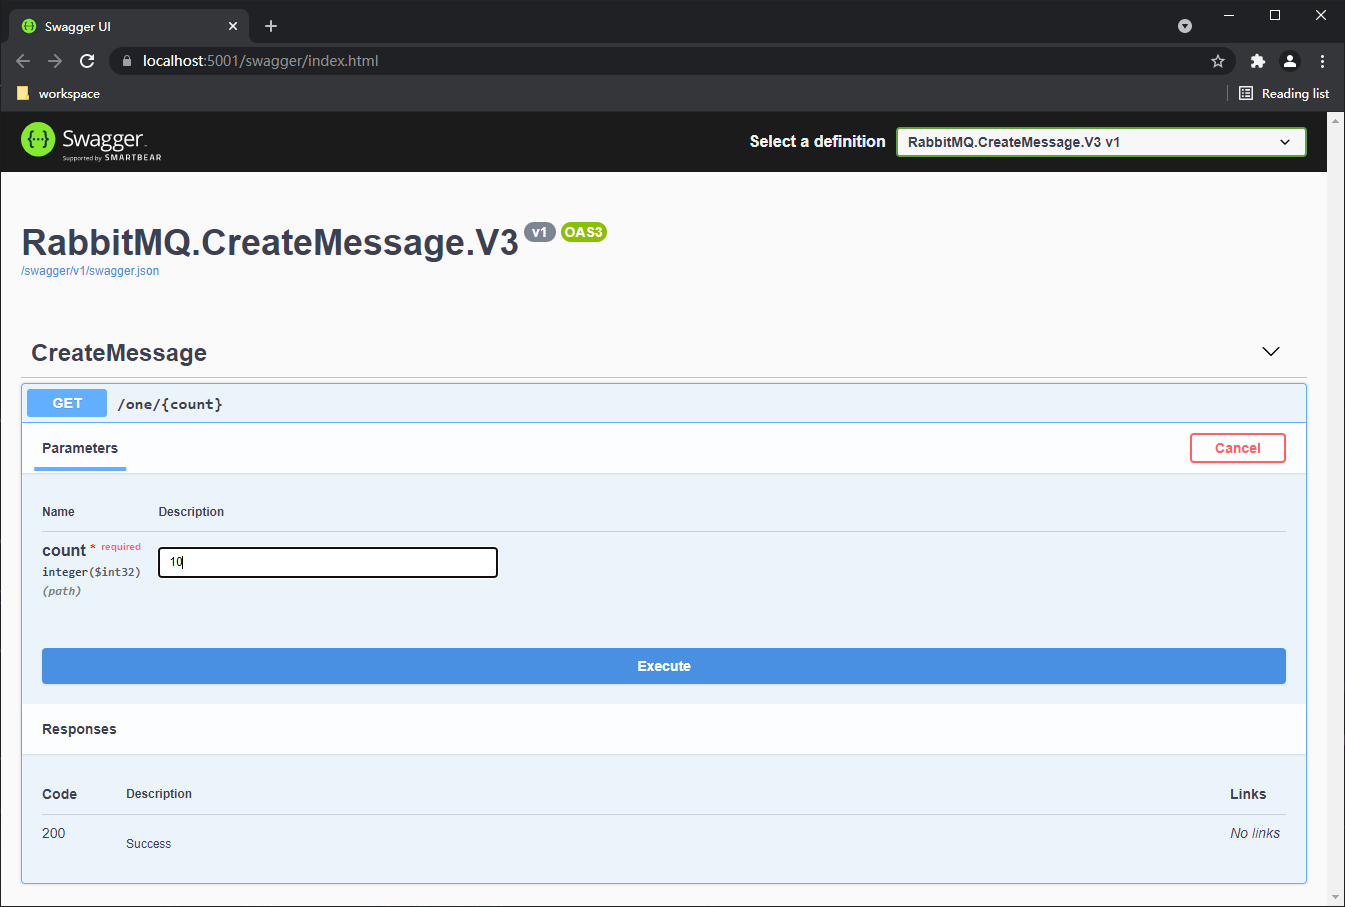 Swagger UI
localhost:5001/swagger/index.html
workspace
Reading list
Swagger.
Supported by SMARTBEAR
Select a definition
RabbitMQ.CreateMessage.V3 v1
RabbitMQ.CreateMessage.V3 v1 OAS3
/swagger/v1/swagger.json
CreateMessage
GET /one/{count}
Parameters
Cancel
Name Description
count * required
integer($int32)
(path)
10
Execute
Responses
Code Description Links
200 Success No links